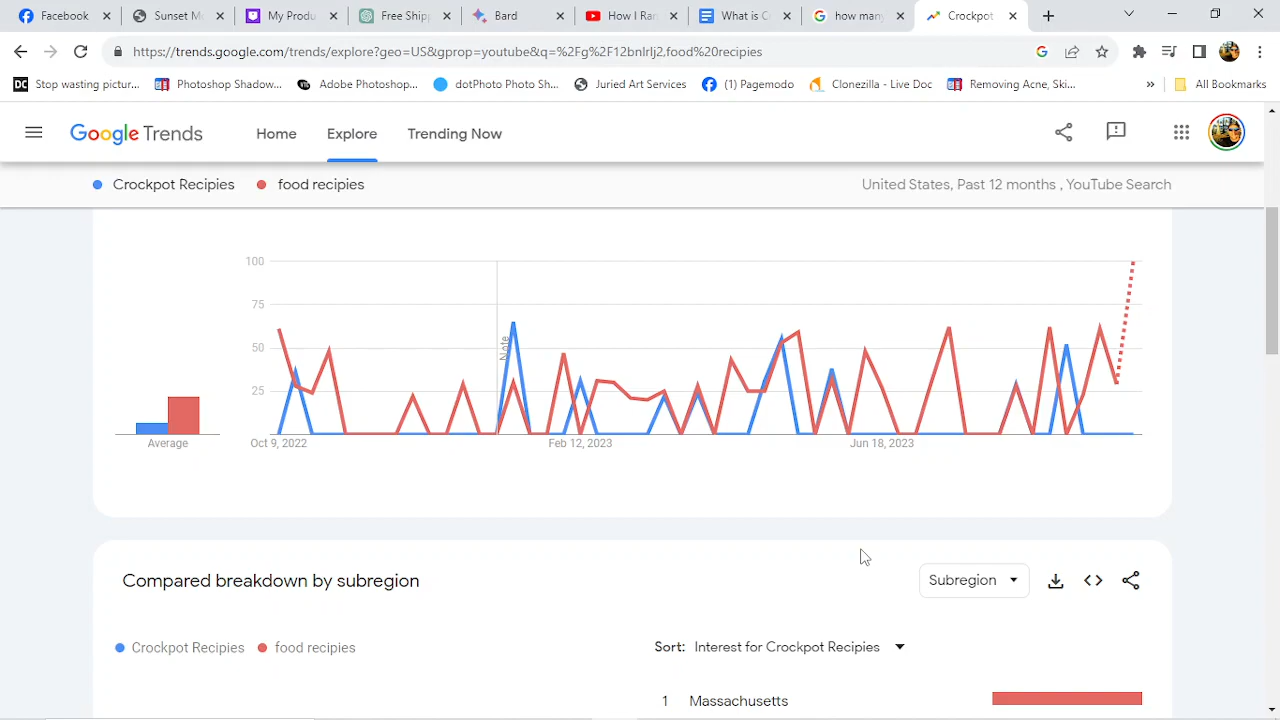 Facebook
Sunset Mo
My Produ
Free Shipp
Bard
How I Ran
What is C
how many
Crockpot
https://trends.google.com/trends/explore?geo=US&gprop=youtube&q=%2Fg%2F12bnlrlj2,food%20recipies
DC Stop wasting pictur...
Photoshop Shadow...
Adobe Photoshop...
dotPhoto Photo Sh...
Juried Art Services
(1) Pagemodo
Clonezilla - Live Doc
Removing Acne, Ski...
»
All Bookmarks
Google Trends
Home
Explore
Trending Now
Crockpot Recipies
food recipies
United States, Past 12 months , YouTube Search
100
75
50
25
Note
Average
Oct 9, 2022
Feb 12, 2023
Jun 18, 2023
Compared breakdown by subregion
Subregion
Crockpot Recipies
food recipies
Sort: Interest for Crockpot Recipies
1 Massachusetts